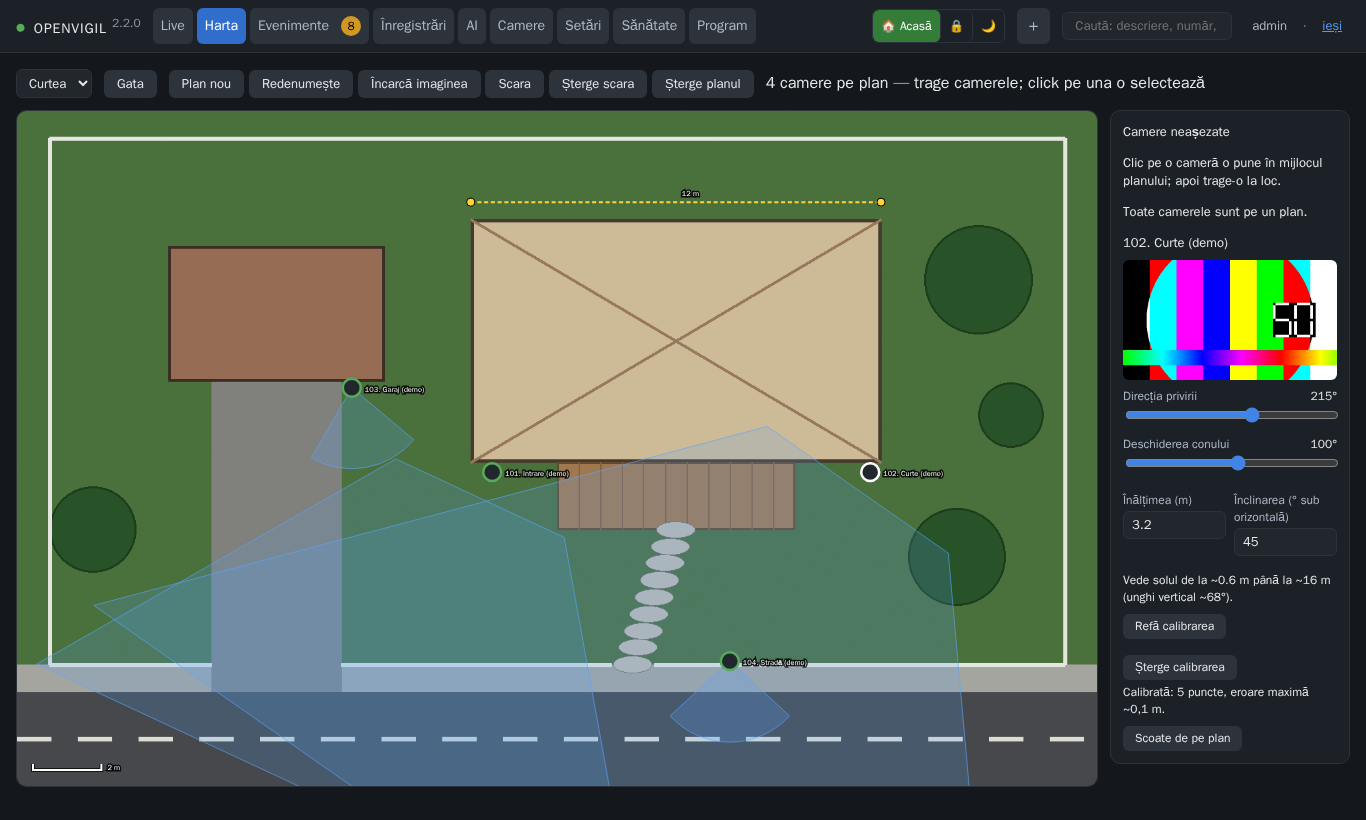 OPENVIGIL 2.2.0
Live Harta Evenimente 8 Înregistrări AI Camere Setări Sănătate Program
Acasă + Caută: descriere, număr, admin · ieși
Curtea Gata Plan nou Redenumește Încarcă imaginea Scara Șterge scara Șterge planul 4 camere pe plan — trage camerele; click pe una o selectează
12 m
103. Garaj (demo)
101. Intrare (demo)
102. Curte (demo)
104. Stradă (demo)
2 m
Camere neașezate
Clic pe o cameră o pune în mijlocul
planului; apoi trage-o la loc.
Toate camerele sunt pe un plan.
102. Curte (demo)
50
Direcția privirii 215°
Deschiderea conului 100°
Înălțimea (m)
3.2
Înclinarea (° sub
orizontală)
45
Vede solul de la ~0.6 m până la ~16 m
(unghi vertical ~68°).
Refă calibrarea
Șterge calibrarea
Calibrată: 5 puncte, eroare maximă
~0,1 m.
Scoate de pe plan